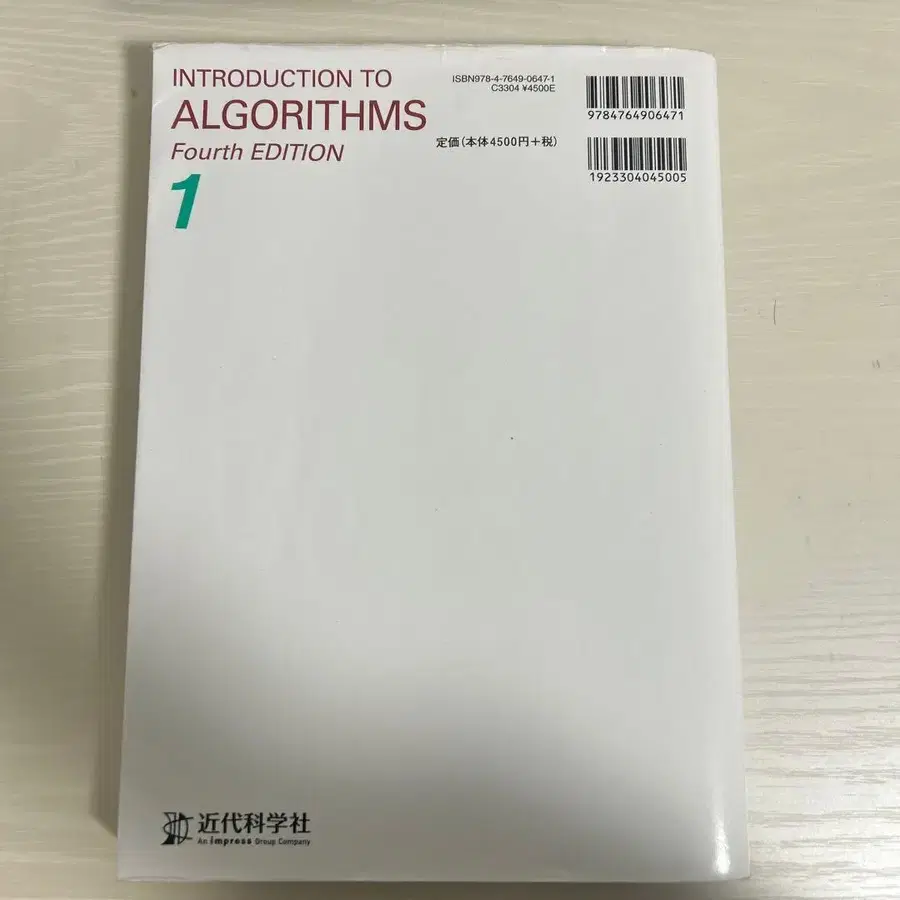 INTRODUCTION TO
ALGORITHMS
Fourth EDITION
1
ISBN978-4-7649-0647-1
C3304 ¥4500E
定価(本体4500円+税)
9784764906471
1923304045005
近代科学社
An impress Group Company